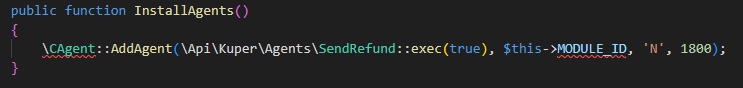 public function InstallAgents()
{
\CAgent::AddAgent(\Api\Kuper\Agents\SendRefund::exec(true), $this->MODULE_ID, 'N', 1800);
}